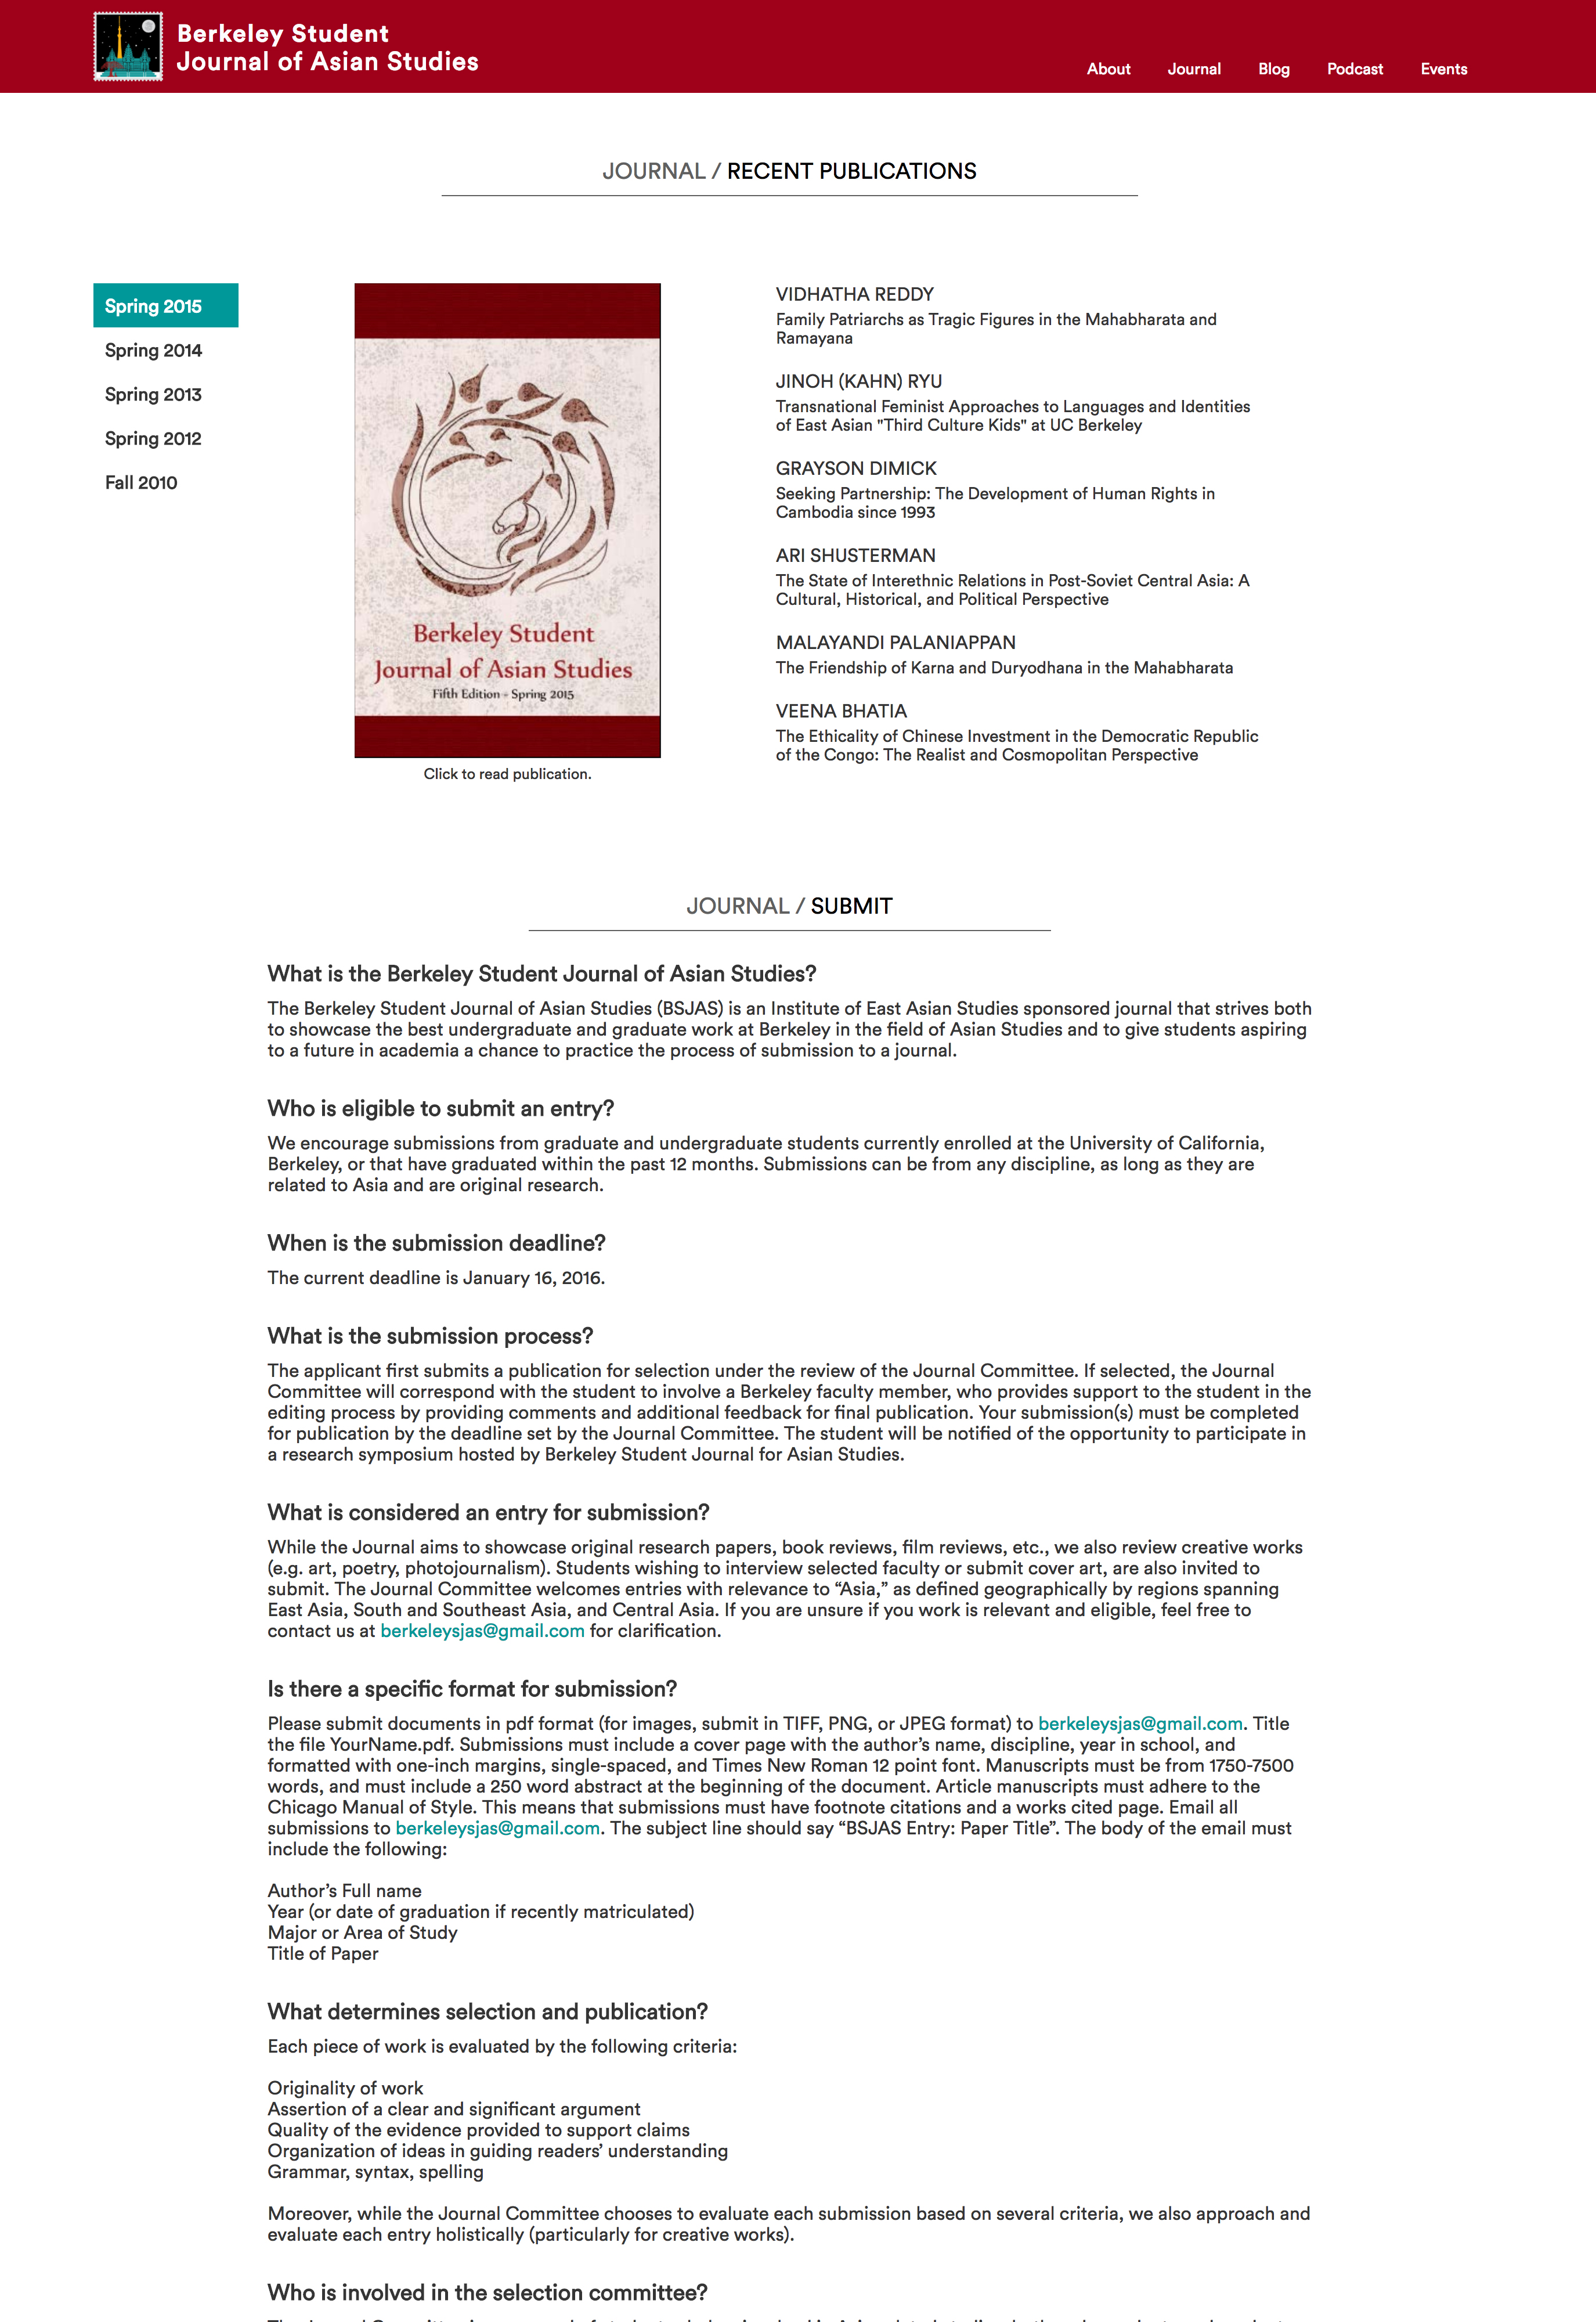 Berkeley Student
Journal of Asian Studies
About
Journal
Blog
Podcast
Events
JOURNAL / RECENT PUBLICATIONS
Spring 2015
Spring 2014
Spring 2013
Spring 2012
Fall 2010
Berkeley Student
Journal of Asian Studies
Fifth Edition - Spring 2015
Click to read publication.
VIDHATHA REDDY
Family Patriarchs as Tragic Figures in the Mahabharata and
Ramayana
JINOH (KAHN) RYU
Transnational Feminist Approaches to Languages and Identities
of East Asian "Third Culture Kids" at UC Berkeley
GRAYSON DIMICK
Seeking Partnership: The Development of Human Rights in
Cambodia since 1993
ARI SHUSTERMAN
The State of Interethnic Relations in Post-Soviet Central Asia: A
Cultural, Historical, and Political Perspective
MALAYANDI PALANIAPPAN
The Friendship of Karna and Duryodhana in the Mahabharata
VEENA BHATIA
The Ethicality of Chinese Investment in the Democratic Republic
of the Congo: The Realist and Cosmopolitan Perspective
JOURNAL / SUBMIT
What is the Berkeley Student Journal of Asian Studies?
The Berkeley Student Journal of Asian Studies (BSJAS) is an Institute of East Asian Studies sponsored journal that strives both
to showcase the best undergraduate and graduate work at Berkeley in the field of Asian Studies and to give students aspiring
to a future in academia a chance to practice the process of submission to a journal.
Who is eligible to submit an entry?
We encourage submissions from graduate and undergraduate students currently enrolled at the University of California,
Berkeley, or that have graduated within the past 12 months. Submissions can be from any discipline, as long as they are
related to Asia and are original research.
When is the submission deadline?
The current deadline is January 16, 2016.
What is the submission process?
The applicant first submits a publication for selection under the review of the Journal Committee. If selected, the Journal
Committee will correspond with the student to involve a Berkeley faculty member, who provides support to the student in the
editing process by providing comments and additional feedback for final publication. Your submission(s) must be completed
for publication by the deadline set by the Journal Committee. The student will be notified of the opportunity to participate in
a research symposium hosted by Berkeley Student Journal for Asian Studies.
What is considered an entry for submission?
While the Journal aims to showcase original research papers, book reviews, film reviews, etc., we also review creative works
(e.g. art, poetry, photojournalism). Students wishing to interview selected faculty or submit cover art, are also invited to
submit. The Journal Committee welcomes entries with relevance to “Asia,” as defined geographically by regions spanning
East Asia, South and Southeast Asia, and Central Asia. If you are unsure if you work is relevant and eligible, feel free to
contact us at berkeleysjas@gmail.com for clarification.
Is there a specific format for submission?
Please submit documents in pdf format (for images, submit in TIFF, PNG, or JPEG format) to berkeleysjas@gmail.com. Title
the file YourName.pdf. Submissions must include a cover page with the author’s name, discipline, year in school, and
formatted with one-inch margins, single-spaced, and Times New Roman 12 point font. Manuscripts must be from 1750-7500
words, and must include a 250 word abstract at the beginning of the document. Article manuscripts must adhere to the
Chicago Manual of Style. This means that submissions must have footnote citations and a works cited page. Email all
submissions to berkeleysjas@gmail.com. The subject line should say “BSJAS Entry: Paper Title”. The body of the email must
include the following:
Author’s Full name
Year (or date of graduation if recently matriculated)
Major or Area of Study
Title of Paper
What determines selection and publication?
Each piece of work is evaluated by the following criteria:
Originality of work
Assertion of a clear and significant argument
Quality of the evidence provided to support claims
Organization of ideas in guiding readers’ understanding
Grammar, syntax, spelling
Moreover, while the Journal Committee chooses to evaluate each submission based on several criteria, we also approach and
evaluate each entry holistically (particularly for creative works).
Who is involved in the selection committee?